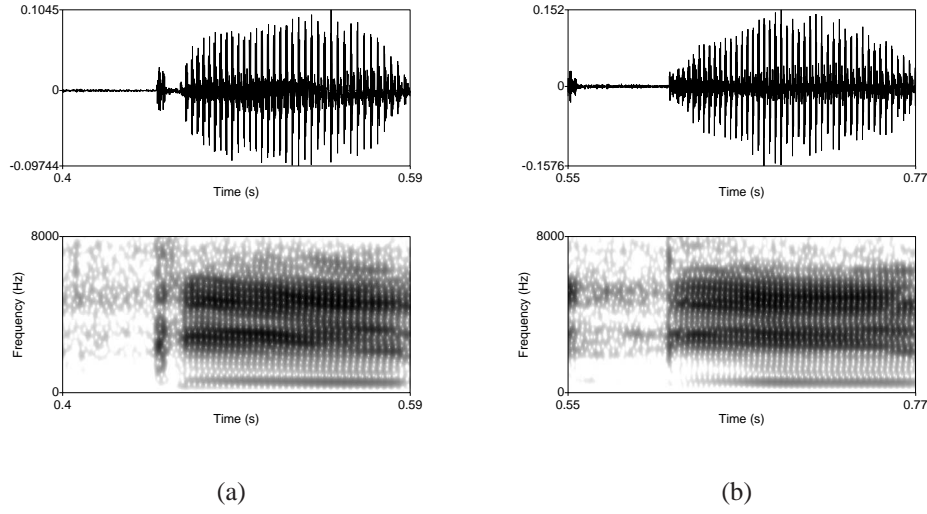 0.1045
0
-0.09744
0.4
0.59
Time (s)
8000
Frequency (Hz)
0
0.4
0.59
Time (s)
(a)
0.152
0
-0.1576
0.55
0.77
Time (s)
8000
Frequency (Hz)
0
0.55
0.77
Time (s)
(b)